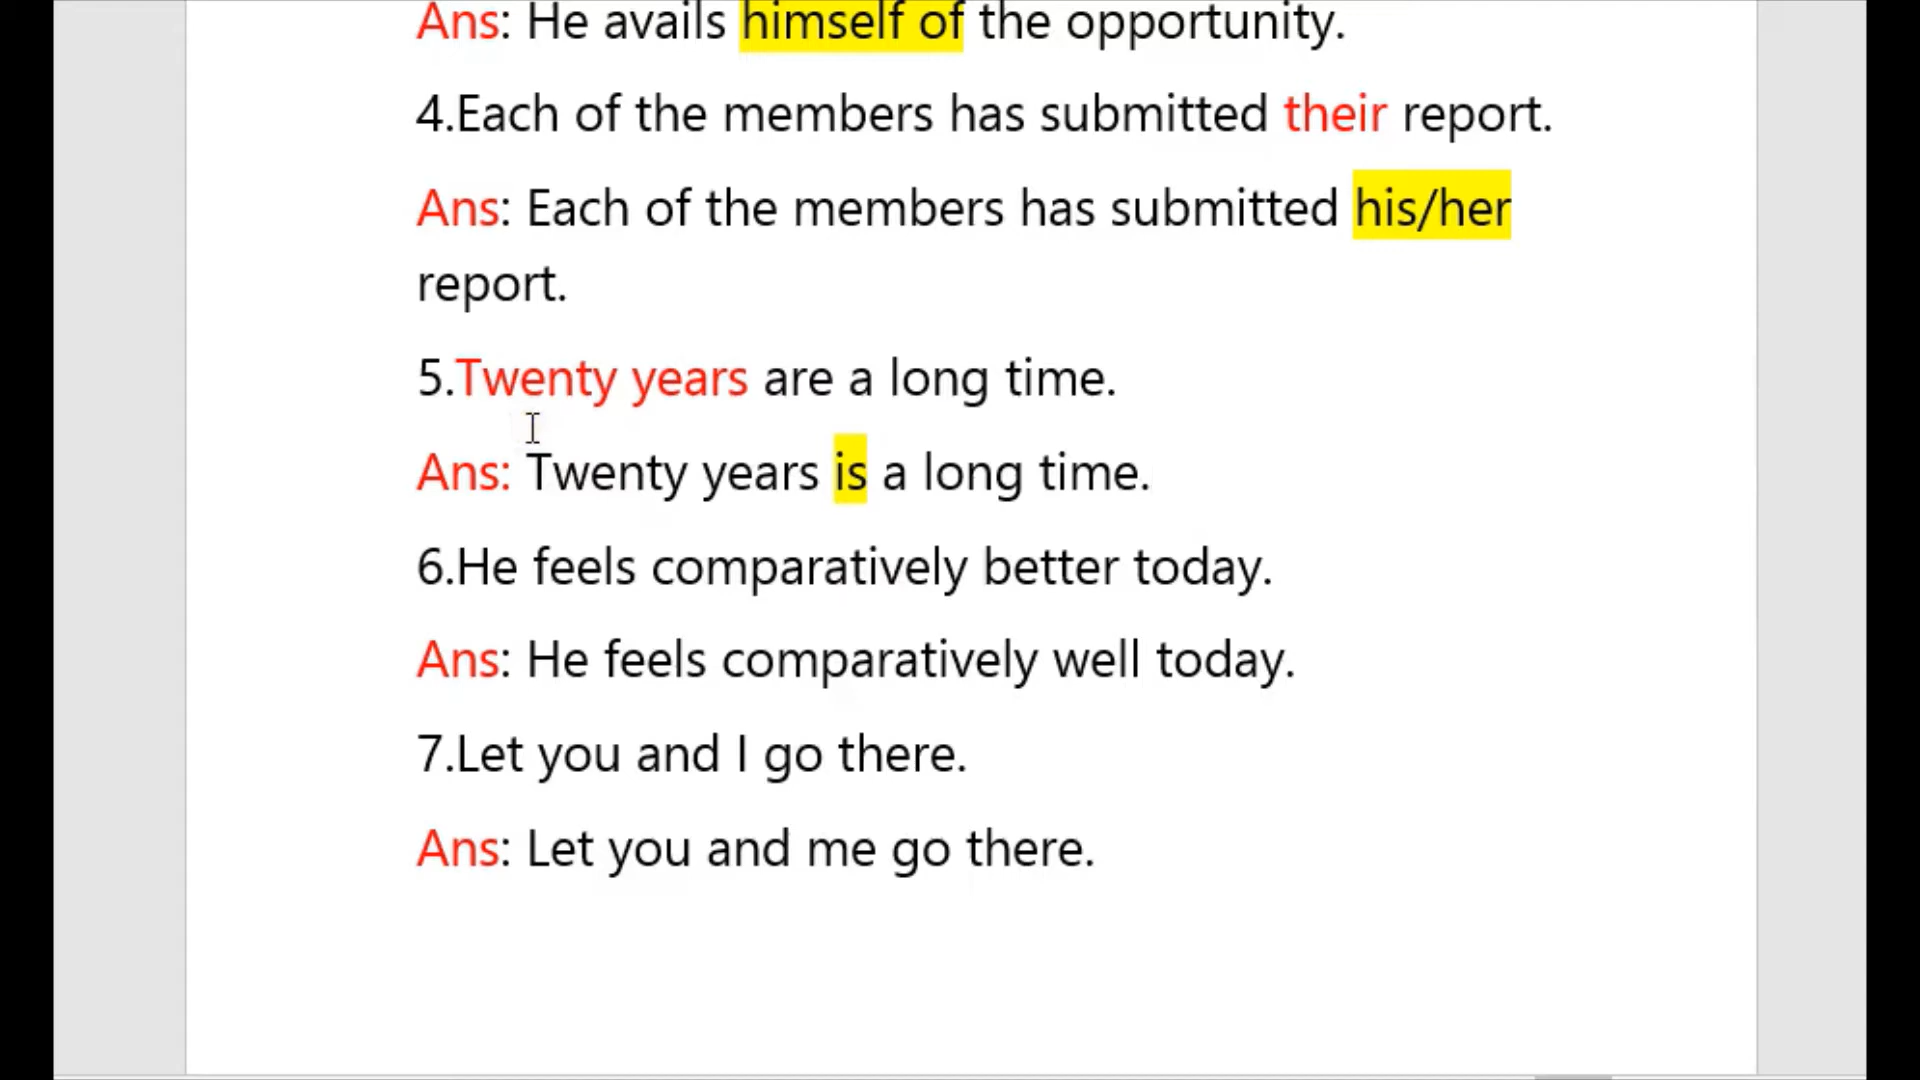 Ans: He avails himself of the opportunity.
4.Each of the members has submitted their report.
Ans: Each of the members has submitted his/her
report.
5.Twenty years are a long time.
Ans: Twenty years is a long time.
6.He feels comparatively better today.
Ans: He feels comparatively well today.
7.Let you and I go there.
Ans: Let you and me go there.